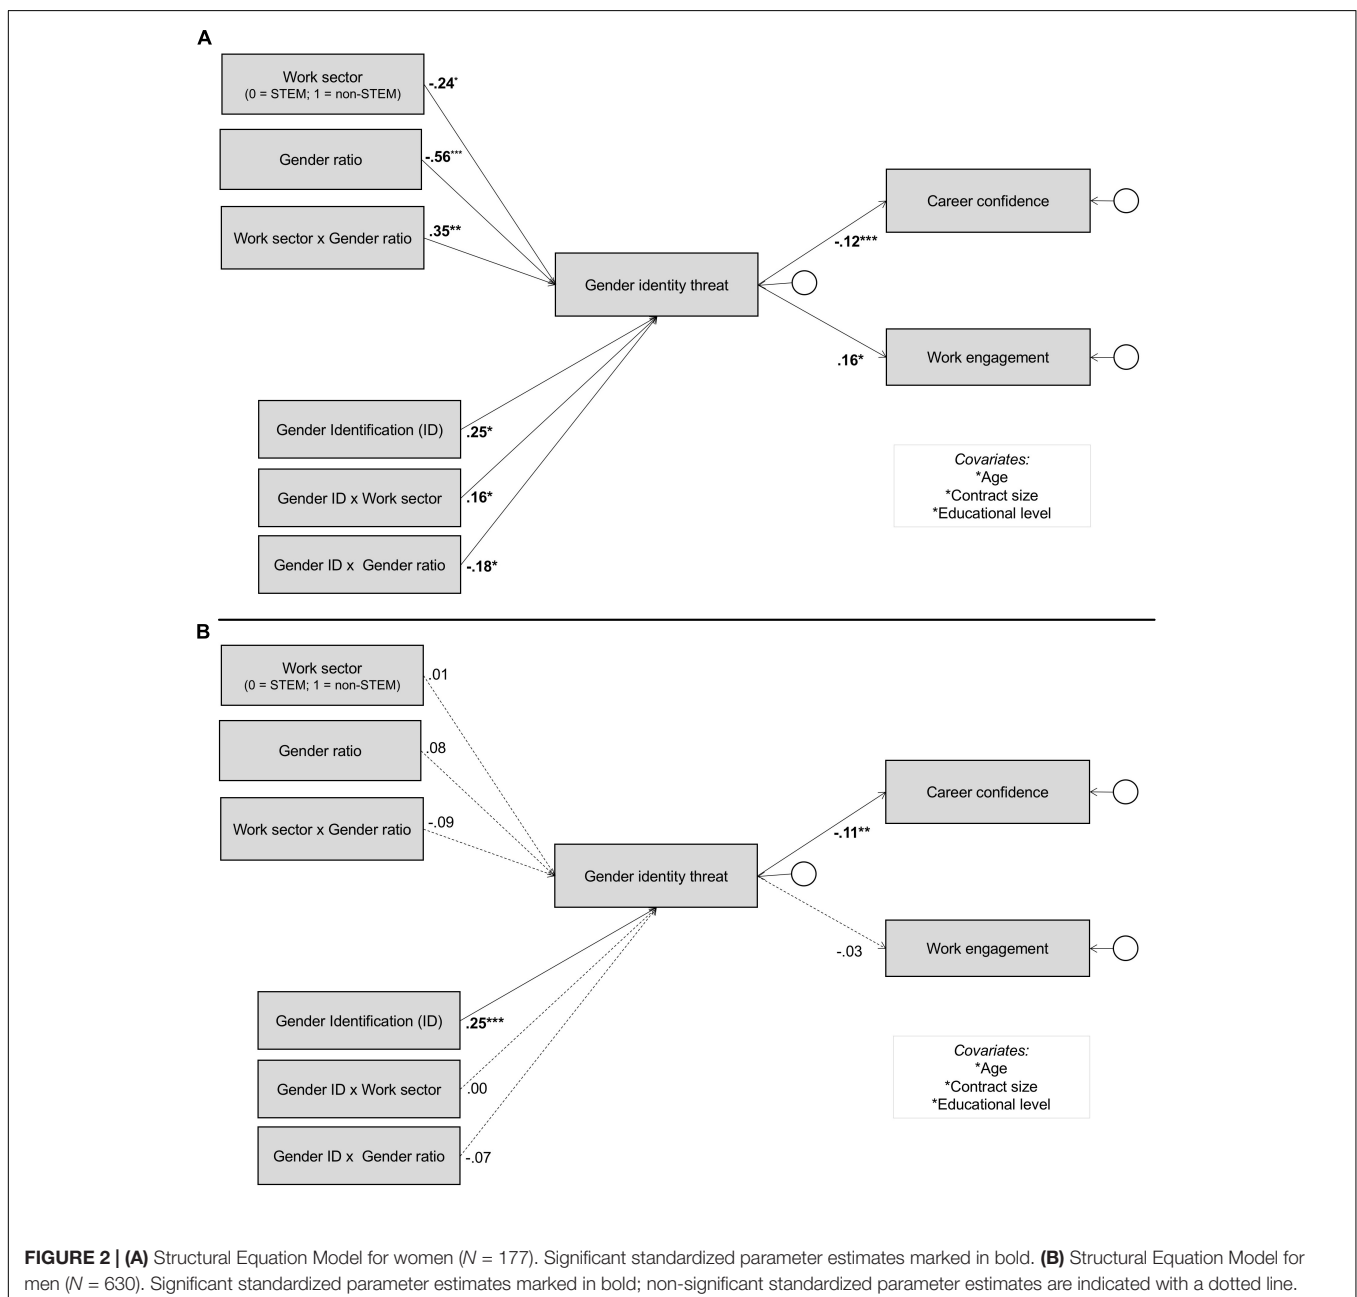 A
Work sector
(0 = STEM; 1 = non-STEM)
-.24*
Gender ratio
-.56***
Work sector x Gender ratio
.35**
Gender identity threat
Career confidence
-.12***
Work engagement
.16*
Gender Identification (ID)
.25*
Gender ID x Work sector
.16*
Gender ID x Gender ratio
-.18*
Covariates:
*Age
*Contract size
*Educational level
B
Work sector
(0 = STEM; 1 = non-STEM)
.01
Gender ratio
.08
Work sector x Gender ratio
-.09
Gender identity threat
Career confidence
-.11**
Work engagement
-.03
Gender Identification (ID)
.25***
Gender ID x Work sector
.00
Gender ID x Gender ratio
-.07
Covariates:
*Age
*Contract size
*Educational level
FIGURE 2 | (A) Structural Equation Model for women (N = 177). Significant standardized parameter estimates marked in bold. (B) Structural Equation Model for
men (N = 630). Significant standardized parameter estimates marked in bold; non-significant standardized parameter estimates are indicated with a dotted line.